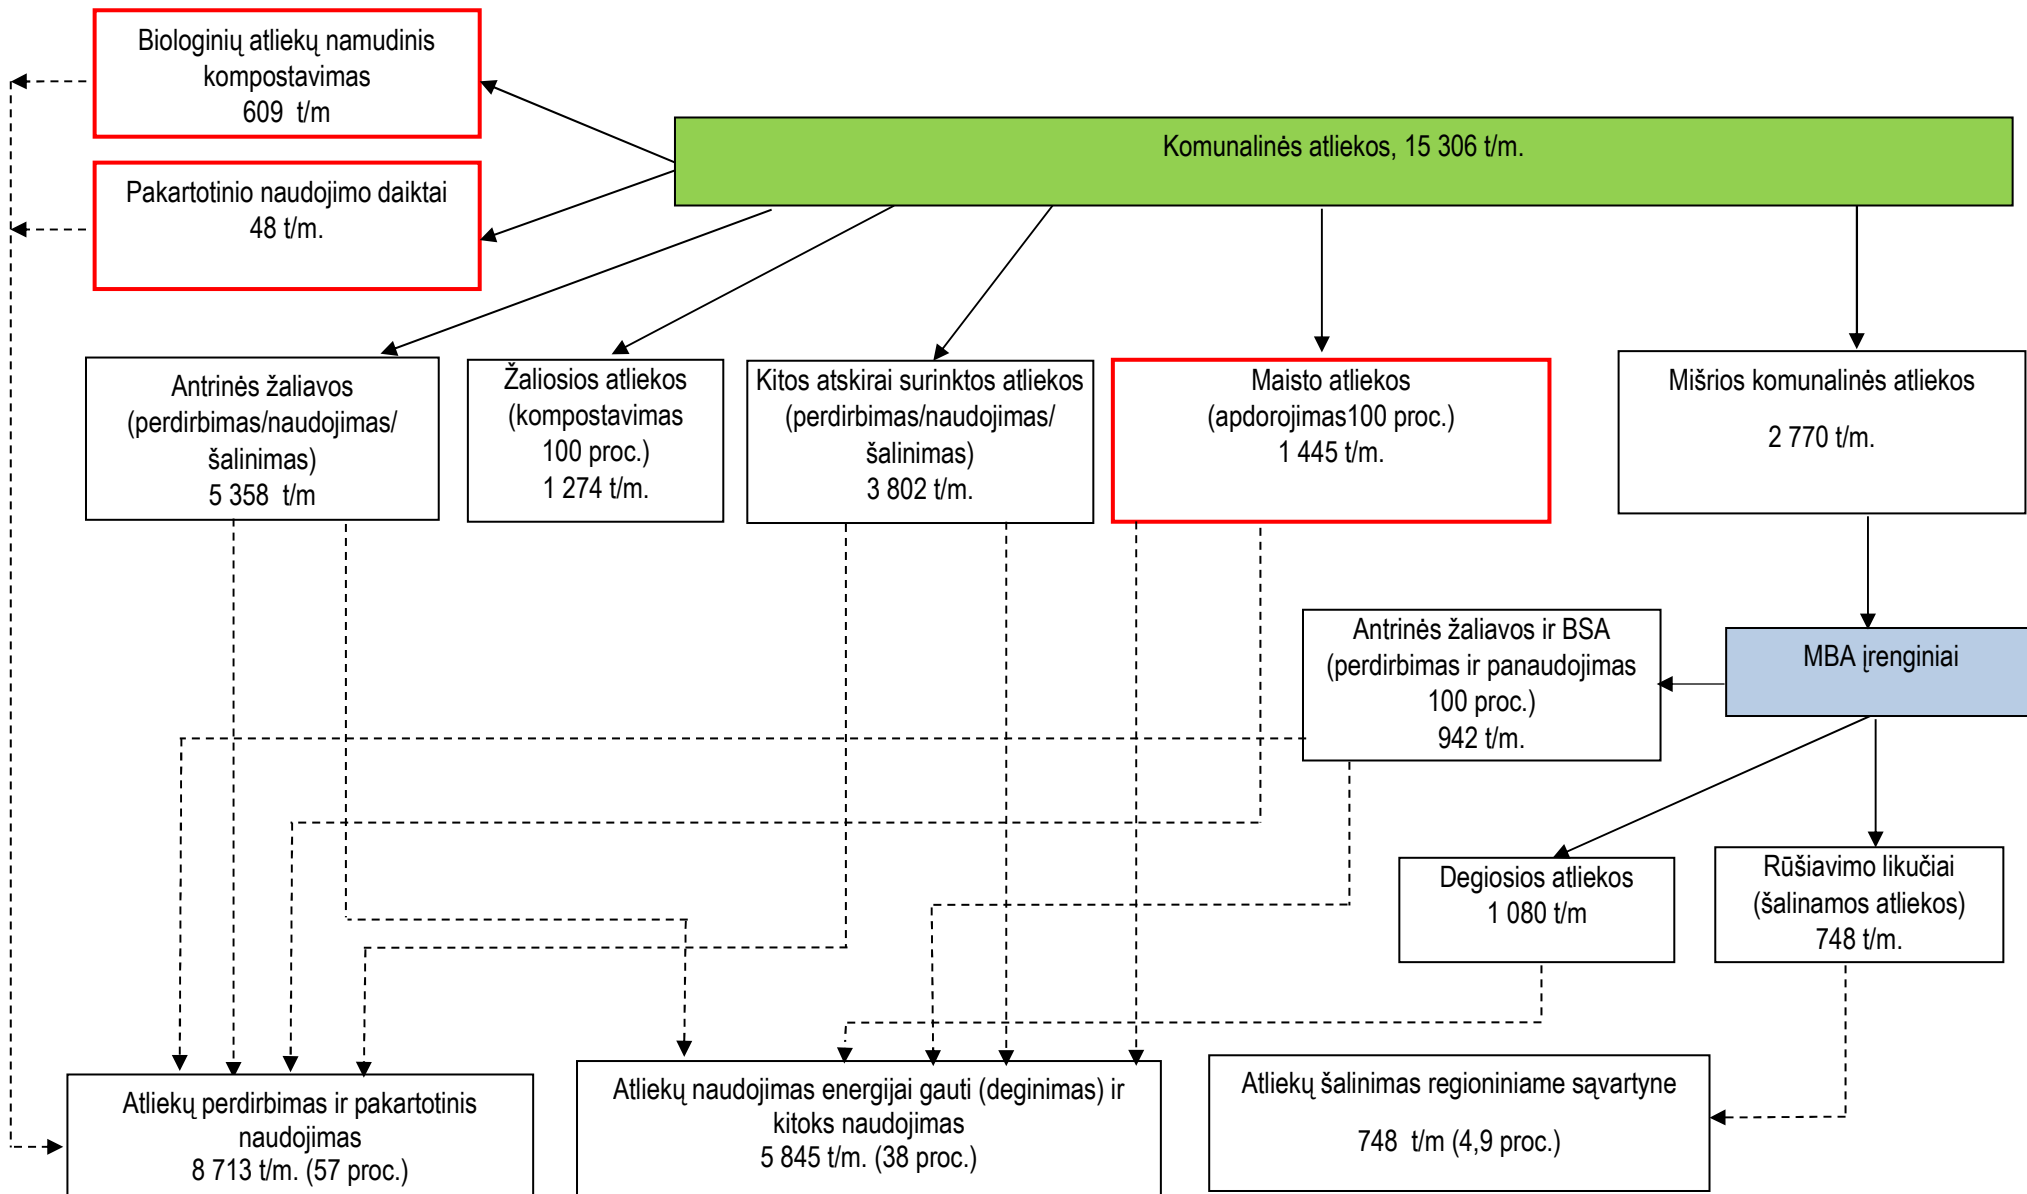 Biologinių atliekų namudinis
kompostavimas
609 t/m
Komunalinės atliekos, 15 306 t/m.
Pakartotinio naudojimo daiktai
48 t/m.
Antrinės žaliavos
(perdirbimas/naudojimas/
šalinimas)
5 358 t/m
Žaliosios atliekos
(kompostavimas
100 proc.)
1 274 t/m.
Kitos atskirai surinktos atliekos
(perdirbimas/naudojimas/
šalinimas)
3 802 t/m.
Maisto atliekos
(apdorojimas100 proc.)
1 445 t/m.
Mišrios komunalinės atliekos
2 770 t/m.
Antrinės žaliavos ir BSA
(perdirbimas ir panaudojimas
100 proc.)
942 t/m.
MBA įrenginiai
Degiosios atliekos
1 080 t/m
Rūšiavimo likučiai
(šalinamos atliekos)
748 t/m.
Atliekų perdirbimas ir pakartotinis
naudojimas
8 713 t/m. (57 proc.)
Atliekų naudojimas energijai gauti (deginimas) ir
kitoks naudojimas
5 845 t/m. (38 proc.)
Atliekų šalinimas regioniniame sąvartyne
748 t/m (4,9 proc.)